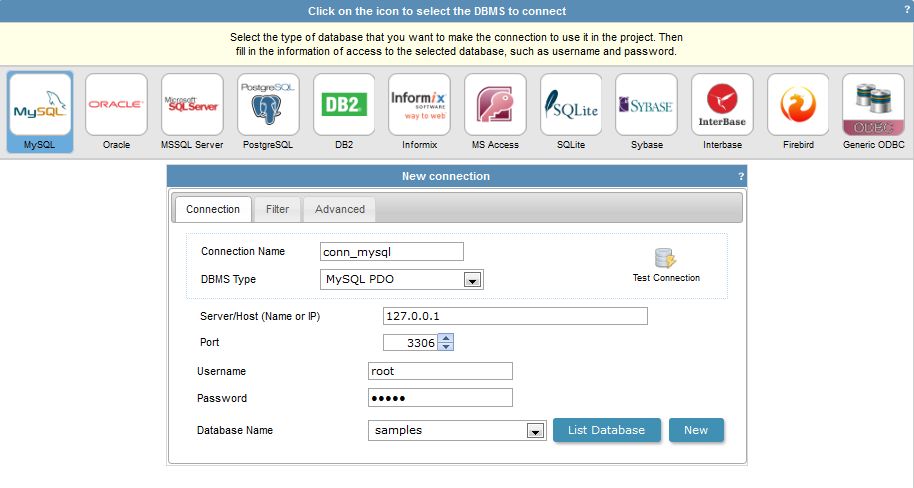 Click on the icon to select the DBMS to connect
?
Select the type of database that you want to make the connection to use it in the project. Then
fill in the information of access to the selected database, such as username and password.
MySQL
ORACLE
Microsoft
SQL Server
PostgreSQL
DB2
Informix
SOFTWARE
way to web
SQLite
SYBASE
InterBase
ODBC
MySQL
Oracle
MSSQL Server
PostgreSQL
DB2
Informix
MS Access
SQLite
Sybase
Interbase
Firebird
Generic ODBC
New connection
?
Connection
Filter
Advanced
Connection Name
conn_mysql
DBMS Type
MySQL PDO
Test Connection
Server/Host (Name or IP)
127.0.0.1
Port
3306
Username
root
Password
•••••
Database Name
samples
List Database
New